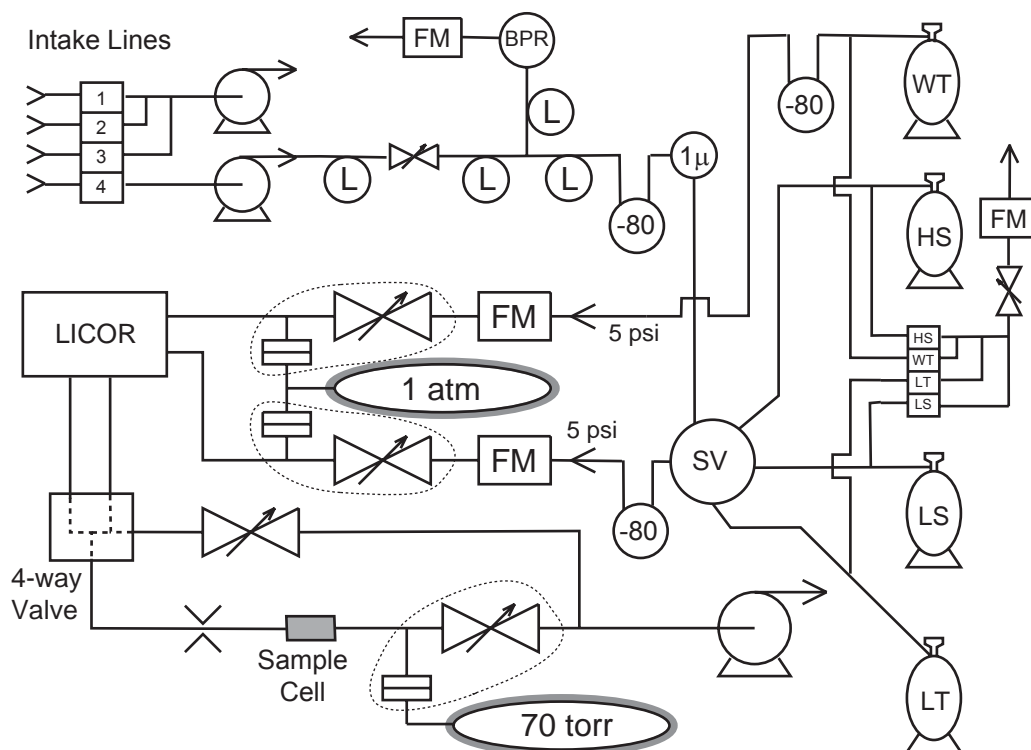 Intake Lines
1
2
3
4
FM
BPR
L
L
L
L
-80
1μ
-80
WT
HS
FM
LICOR
FM
5 psi
1 atm
FM
5 psi
HS
WT
LT
LS
SV
-80
LS
4-way
Valve
Sample
Cell
70 torr
LT